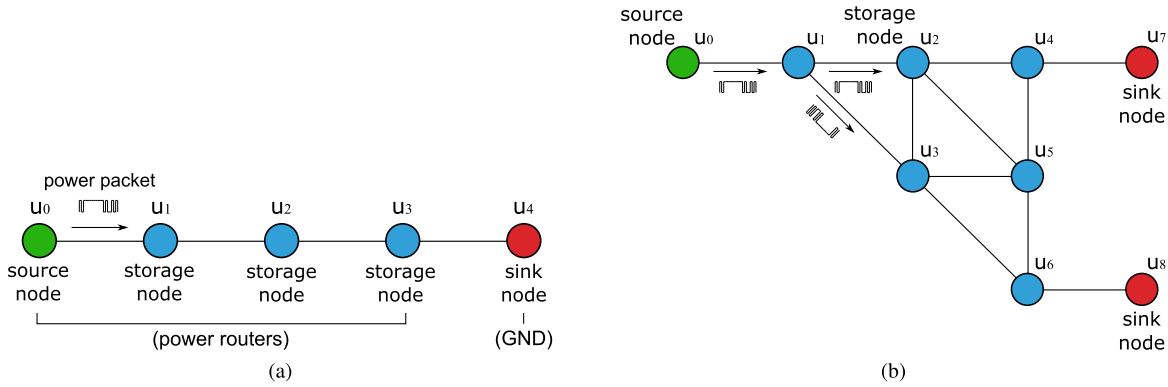 power packet
u0
u1
u2
u3
u4
source
node
storage
node
storage
node
storage
node
sink
node
(power routers)
(GND)
(a)
source
node
u0
u1
storage
node
u2
u4
u7
sink
node
u3
u5
u6
u8
sink
node
(b)